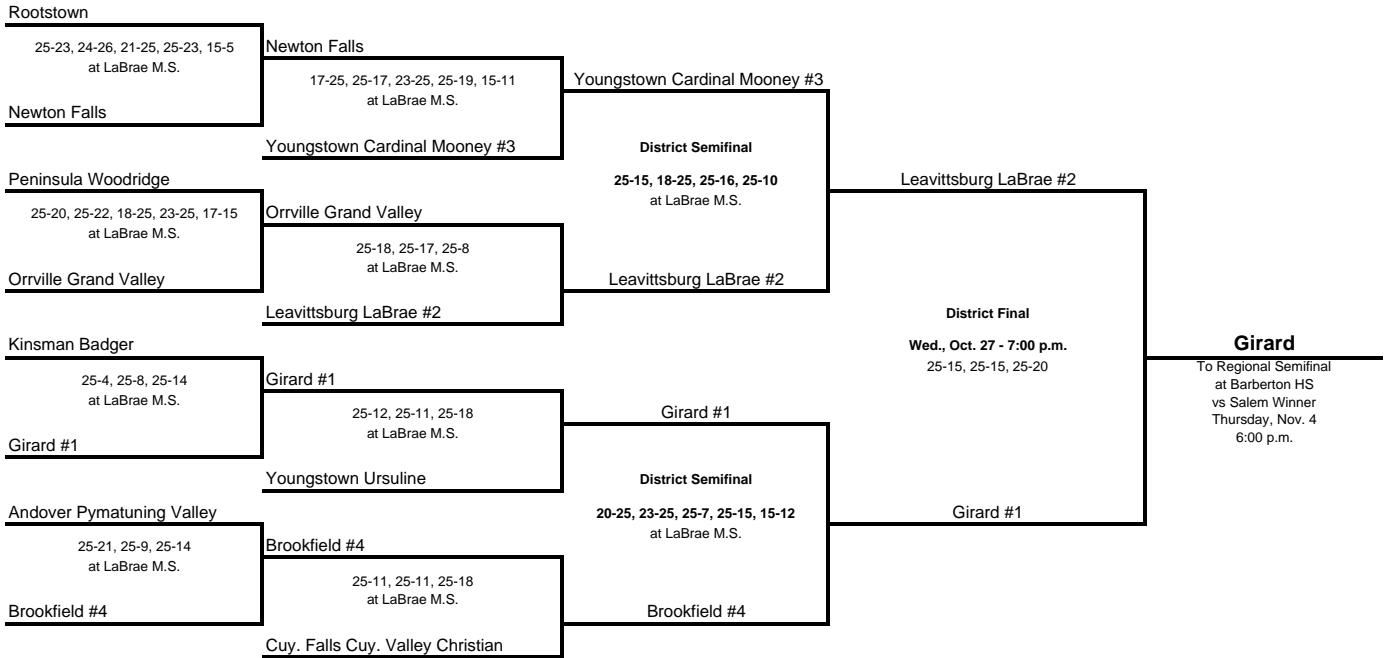 Rootstown
25-23, 24-26, 21-25, 25-23, 15-5
at LaBrae M.S.
Newton Falls
Newton Falls
17-25, 25-17, 23-25, 25-19, 15-11
at LaBrae M.S.
Youngstown Cardinal Mooney #3
Youngstown Cardinal Mooney #3
District Semifinal
25-15, 18-25, 25-16, 25-10
at LaBrae M.S.
Peninsula Woodridge
25-20, 25-22, 18-25, 23-25, 17-15
at LaBrae M.S.
Orrville Grand Valley
Orrville Grand Valley
25-18, 25-17, 25-8
at LaBrae M.S.
Leavittsburg LaBrae #2
Leavittsburg LaBrae #2
Leavittsburg LaBrae #2
District Final
Wed., Oct. 27 - 7:00 p.m.
25-15, 25-15, 25-20
Kinsman Badger
25-4, 25-8, 25-14
at LaBrae M.S.
Girard #1
Girard #1
25-12, 25-11, 25-18
at LaBrae M.S.
Youngstown Ursuline
Girard #1
District Semifinal
20-25, 23-25, 25-7, 25-15, 15-12
at LaBrae M.S.
Andover Pymatuning Valley
25-21, 25-9, 25-14
at LaBrae M.S.
Brookfield #4
Brookfield #4
25-11, 25-11, 25-18
at LaBrae M.S.
Cuy. Falls Cuy. Valley Christian
Brookfield #4
Girard #1
Girard
To Regional Semifinal
at Barberton HS
vs Salem Winner
Thursday, Nov. 4
6:00 p.m.